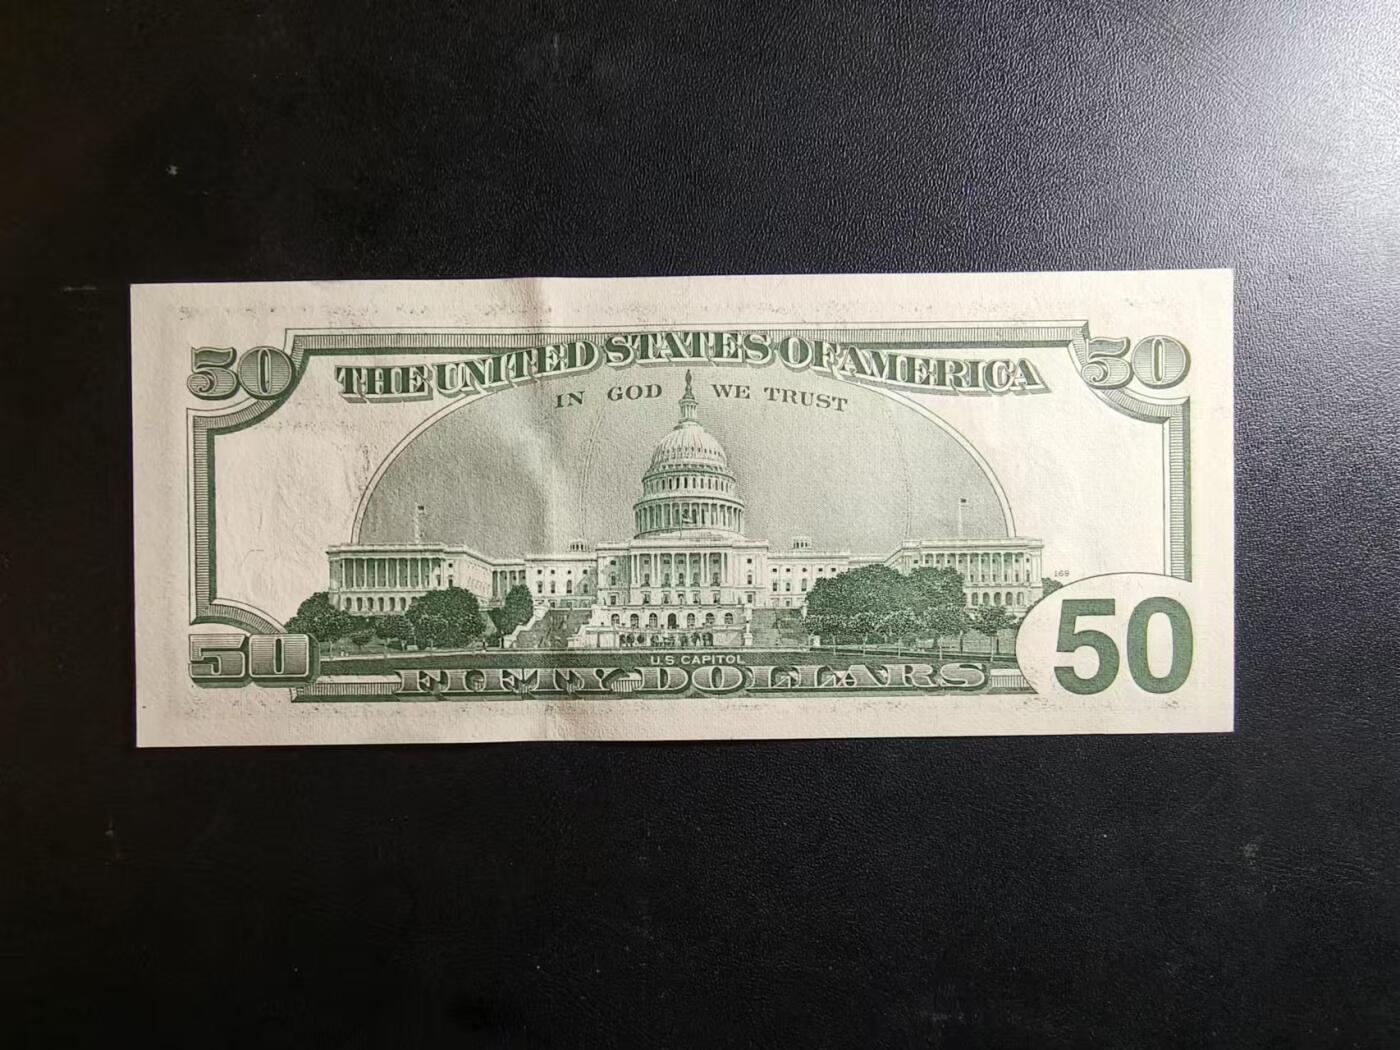 50 50
THE UNITED STATES OF AMERICA
IN GOD WE TRUST
169
50 50
U.S CAPITOL
FIFTY DOLLARS